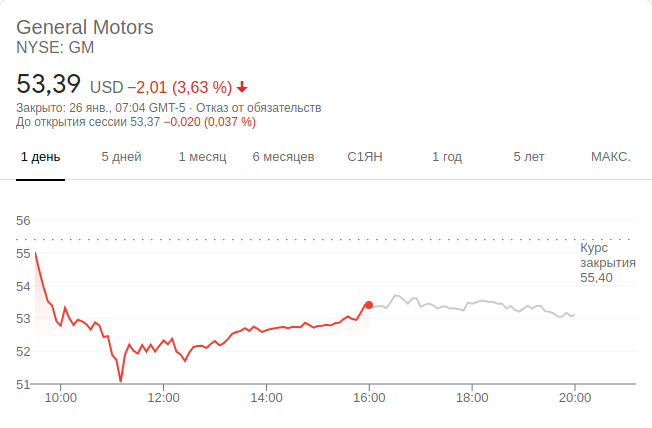 General Motors
NYSE: GM
53,39 USD −2,01 (3,63 %)
Закрыто: 26 янв., 07:04 GMT-5 · Отказ от обязательств
До открытия сессии 53,37 −0,020 (0,037 %)
1 день 5 дней 1 месяц 6 месяцев С1ЯН 1 год 5 лет МАКС.
56
55
54
53
52
51
Курс
закрытия
55,40
10:00 12:00 14:00 16:00 18:00 20:00